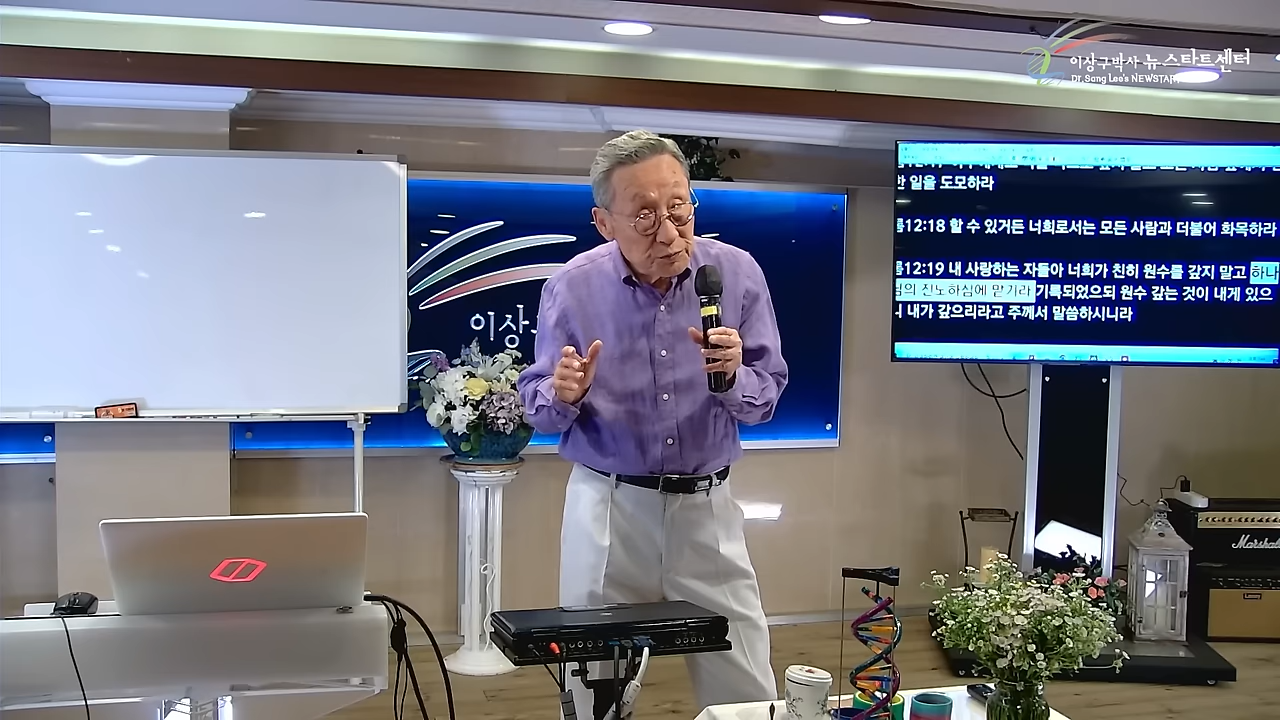 이상구박사 뉴스타트센터
Dr. Sang Lee's NEWSTART
한 일을 도모하라
롬12:18 할 수 있거든 너희로서는 모든 사람과 더불어 화목하라
롬12:19 내 사랑하는 자들아 너희가 친히 원수를 갚지 말고 하나
님의 진노하심에 맡기라 기록되었으되 원수 갚는 것이 내게 있으
니 내가 갚으리라고 주께서 말씀하시니라
이상
Marshall
Laney